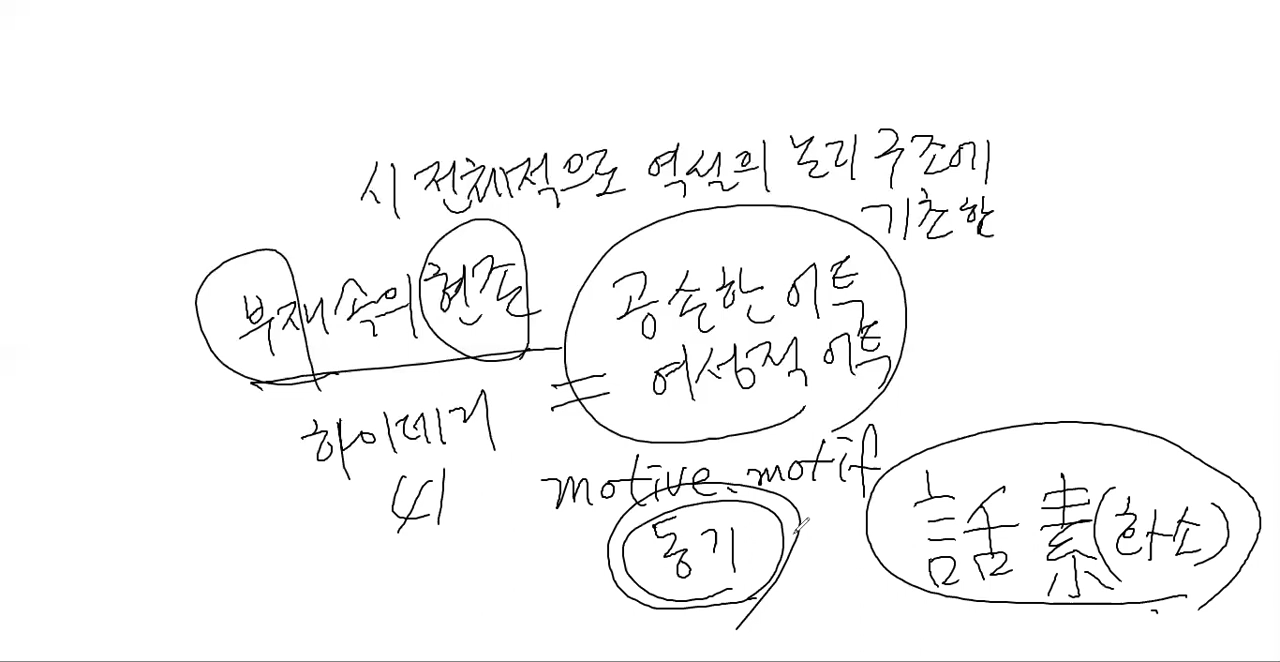 시 전체적으로 역설의 논리 구조에
기초한
부재 속의 현존 = 공손한 어투
여성적 어투
하이데거
시
motive. motif
동기
話素(화소)